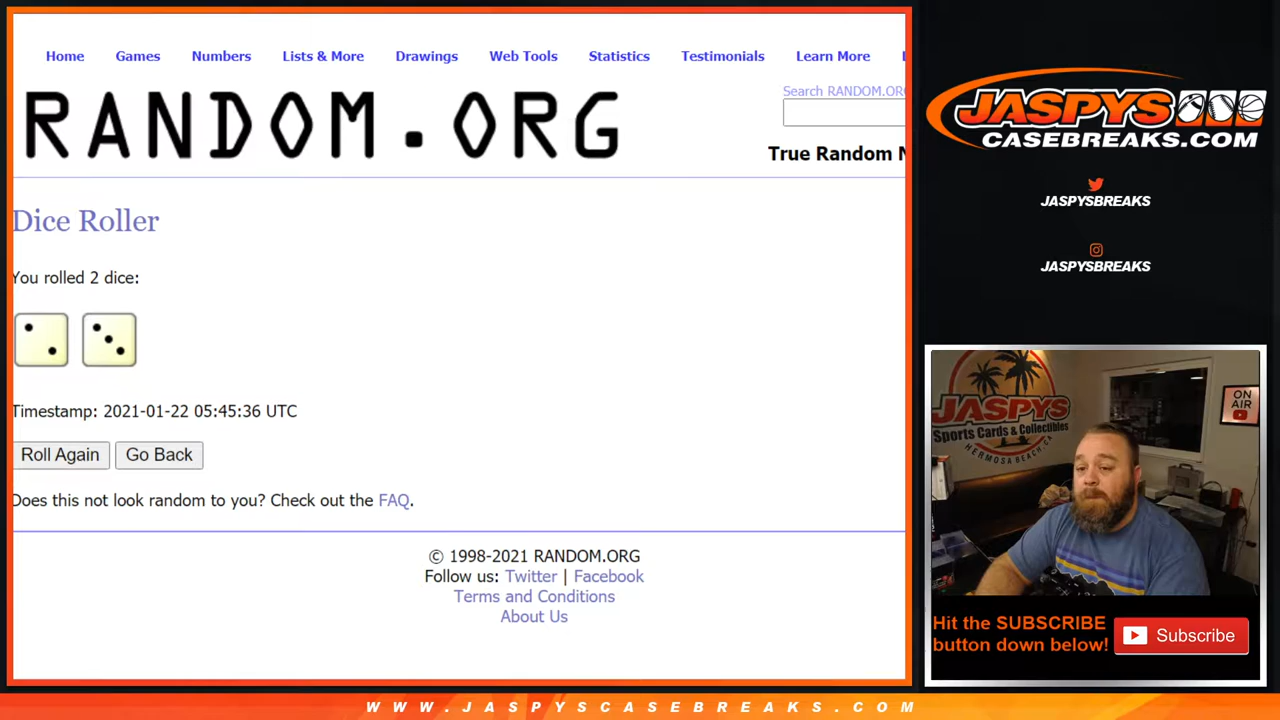 Home Games Numbers Lists & More Drawings Web Tools Statistics Testimonials Learn More
Search RANDOM.ORG
RANDOM.ORG
True Random N
Dice Roller
You rolled 2 dice:
Timestamp: 2021-01-22 05:45:36 UTC
Roll Again Go Back
Does this not look random to you? Check out the FAQ.
© 1998-2021 RANDOM.ORG
Follow us: Twitter | Facebook
Terms and Conditions
About Us
JASPYS
CASEBREAKS.COM
JASPYSBREAKS
JASPYSBREAKS
JASPYS
Sports Cards & Collectibles
HERMOSA BEACH, CA
ON AIR
Hit the SUBSCRIBE
button down below!
Subscribe
WWW.JASPYSCASEBREAKS.COM